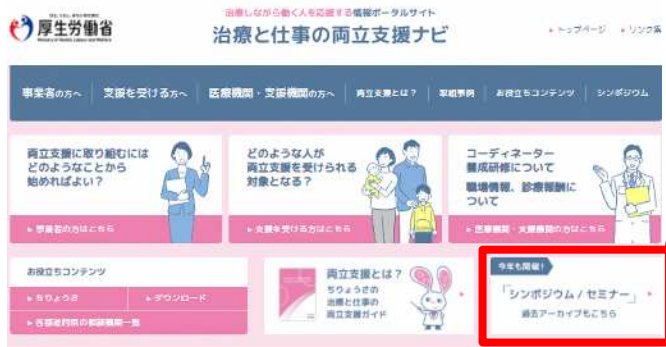 厚生労働省
治療しながら働く人を応援する情報ポータルサイト
治療と仕事の両立支援ナビ
トップページ
リンク集
事業者の方へ
支援を受ける方へ
医療機関・支援機関の方へ
両立支援とは？
取組事例
お役立ちコンテンツ
シンポジウム
両立支援に取り組むには
どのようなことから
始めればよい？
事業者の方はこちら
どのような人が
両立支援を受けられる
対象となる？
支援を受ける方はこちら
コーディネーター
養成研修について
職場情報、診療報酬に
ついて
医療機関・支援機関の方はこちら
お役立ちコンテンツ
ちりょうさ
ダウンロード
各都道府県の相談機関一覧
両立支援とは？
ちりょうさの
治療と仕事の
両立支援ガイド
今年も開催！
「シンポジウム / セミナー」
過去アーカイブもこちら